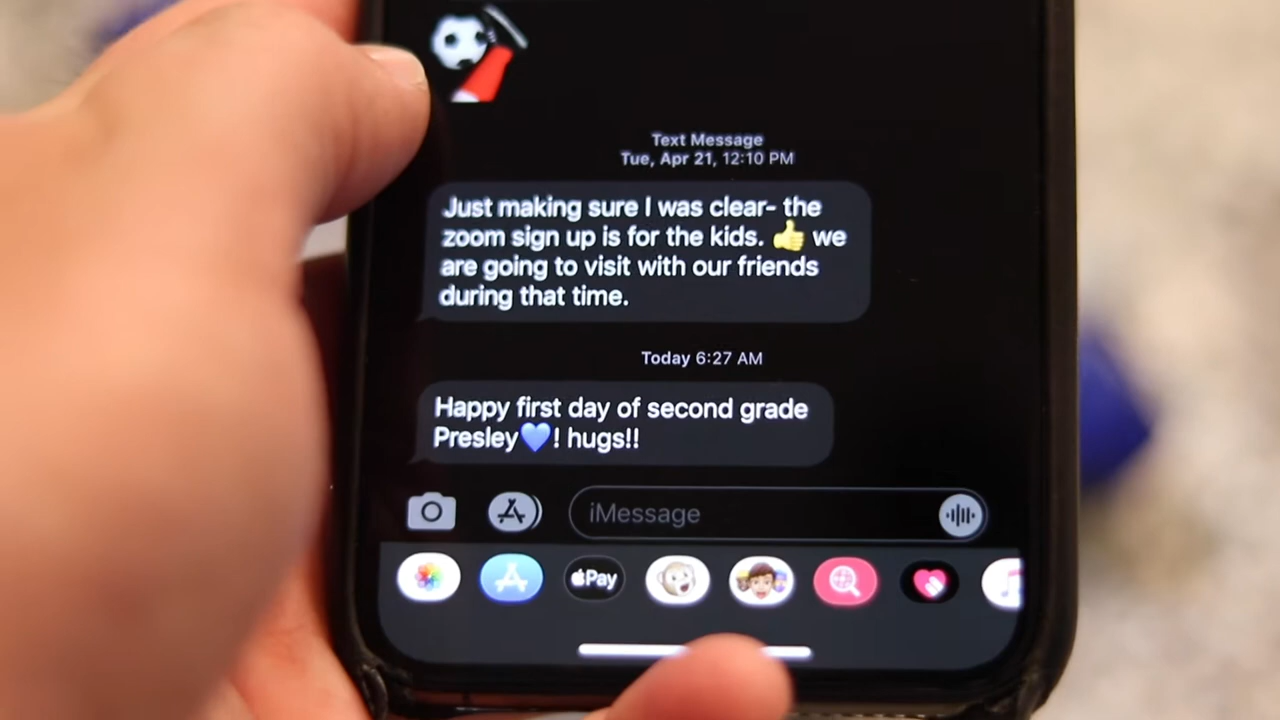 Text Message
Tue, Apr 21, 12:10 PM
Just making sure I was clear- the
zoom sign up is for the kids. 👍 we
are going to visit with our friends
during that time.
Today 6:27 AM
Happy first day of second grade
Presley💙! hugs!!
iMessage
Pay